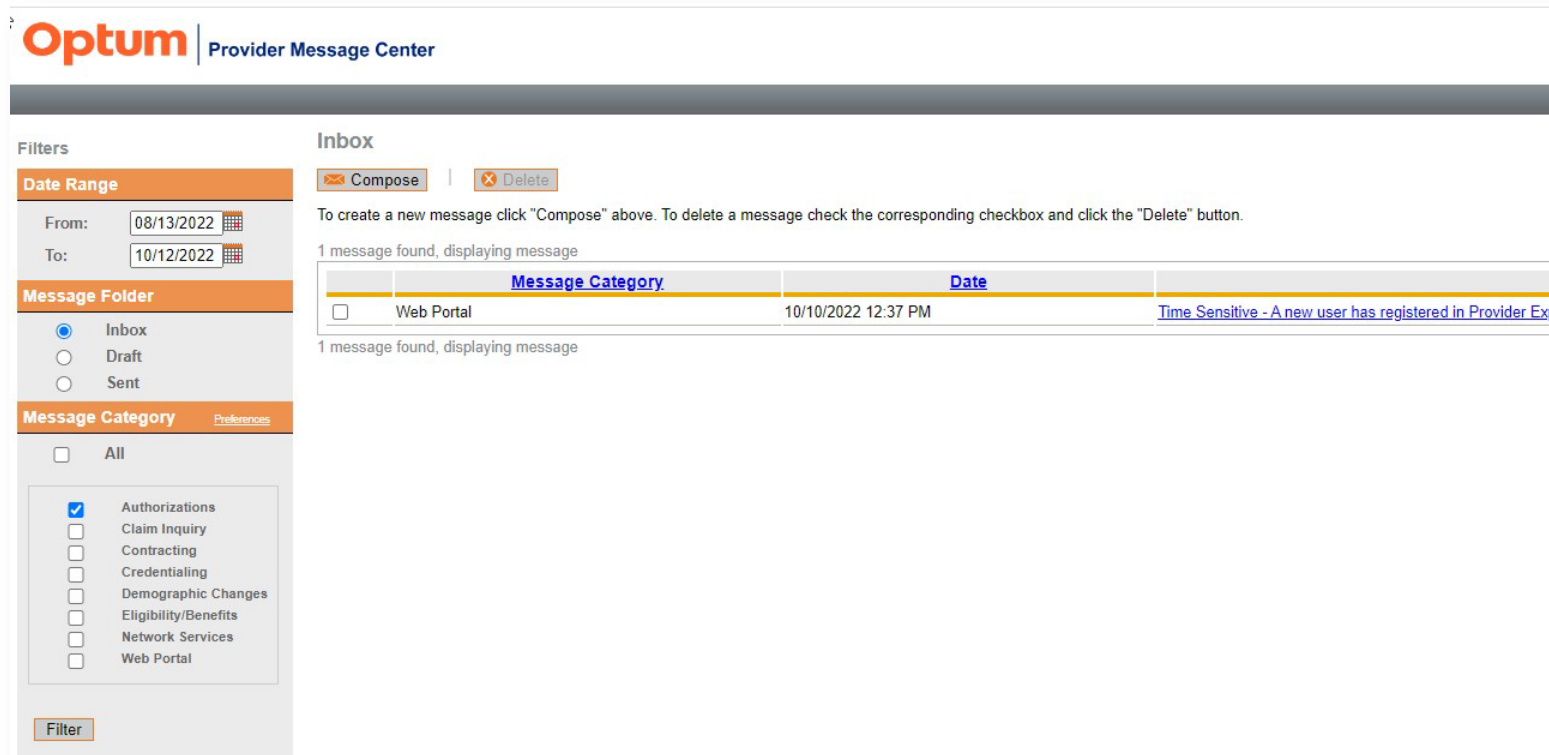 Optum | Provider Message Center
Filters
Date Range
From: 08/13/2022
To: 10/12/2022
Message Folder
Inbox
Draft
Sent
Message Category Preferences
All
Authorizations
Claim Inquiry
Contracting
Credentialing
Demographic Changes
Eligibility/Benefits
Network Services
Web Portal
Filter
Inbox
Compose | Delete
To create a new message click "Compose" above. To delete a message check the corresponding checkbox and click the "Delete" button.
1 message found, displaying message
Message Category Date
Web Portal 10/10/2022 12:37 PM Time Sensitive - A new user has registered in Provider Ex
1 message found, displaying message